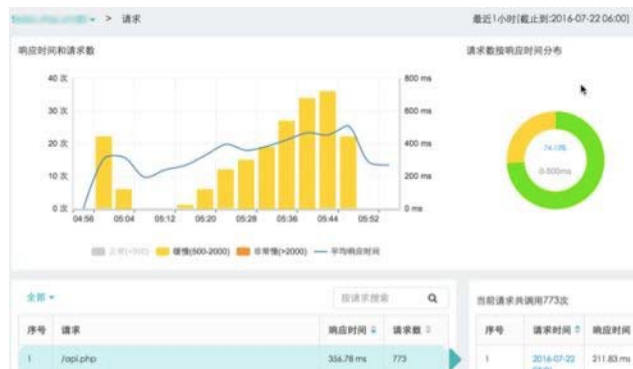 > 请求
最近1小时[截止到:2016-07-22 06:00]
响应时间和请求数
请求数按响应时间分布
40 次
800 ms
30 次
600 ms
20 次
400 ms
10 次
200 ms
0 次
0 ms
04:56 05:04 05:12 05:20 05:28 05:36 05:44 05:52
74.13%
0-500ms
正常(<500) 缓慢(500-2000) 非常慢(>2000) 平均响应时间
全部
按请求搜索
当前请求共调用773次
序号 请求 响应时间 请求数
序号 请求时间 响应时间
1 /opi.php 356.78 ms 773
1 2016-07-22 211.83 ms